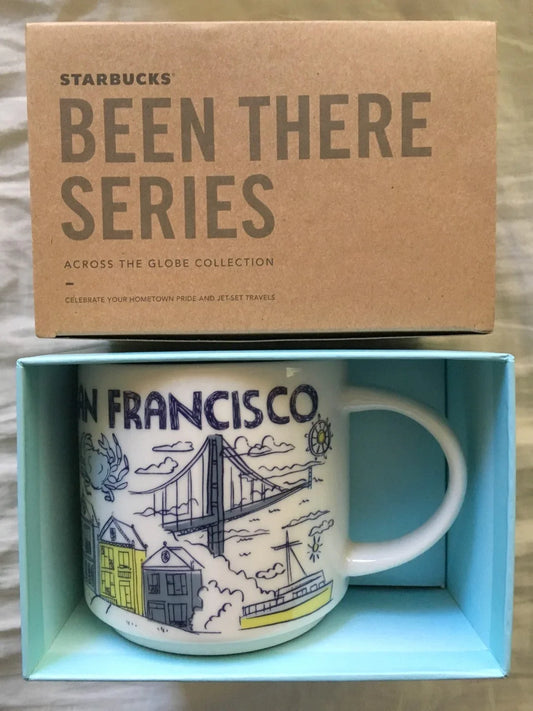 STARBUCKS®
BEEN THERE
SERIES
ACROSS THE GLOBE COLLECTION
CELEBRATE YOUR HOMETOWN PRIDE AND JET-SET TRAVELS
AN FRANCISCO